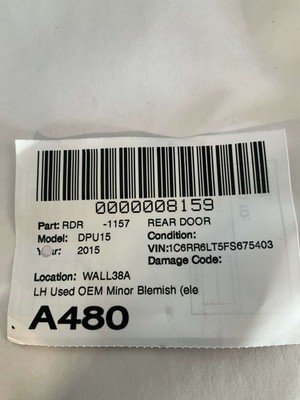 0000008159
Part: RDR -1157 REAR DOOR
Model: DPU15 Condition:
Year: 2015 VIN:1C6RR6LT5FS675403
Damage Code:
Location: WALL38A
LH Used OEM Minor Blemish (ele
A480